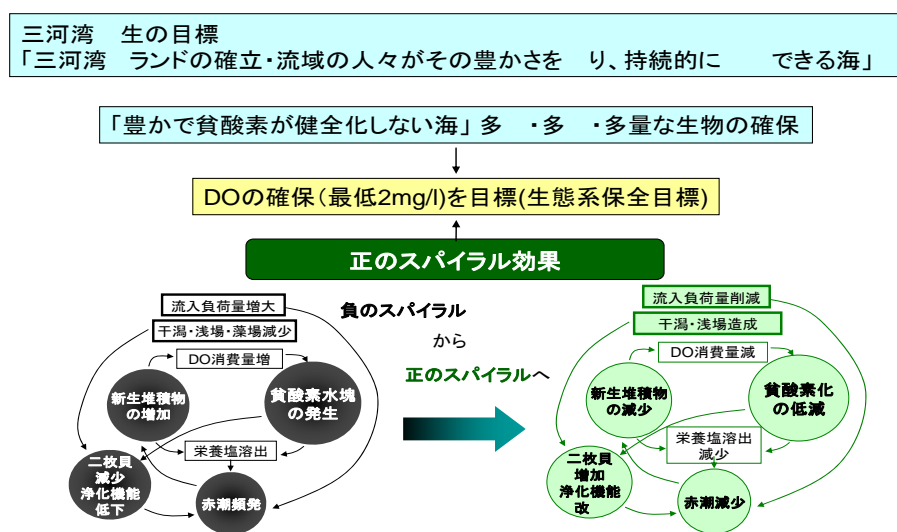 三河湾　生の目標
「三河湾　ランドの確立・流域の人々がその豊かさを　り、持続的に　　できる海」
「豊かで貧酸素が健全化しない海」多　・多　・多量な生物の確保
DOの確保（最低2mg/l)を目標(生態系保全目標)
正のスパイラル効果
流入負荷量増大
干潟・浅場・藻場減少
DO消費量増
新生堆積物
の増加
貧酸素水塊
の発生
栄養塩溶出
二枚貝
減少
浄化機能
低下
赤潮頻発
負のスパイラル
から
正のスパイラルへ
流入負荷量削減
干潟・浅場造成
DO消費量減
新生堆積物
の減少
貧酸素化
の低減
栄養塩溶出
減少
二枚貝
増加
浄化機能
改
赤潮減少